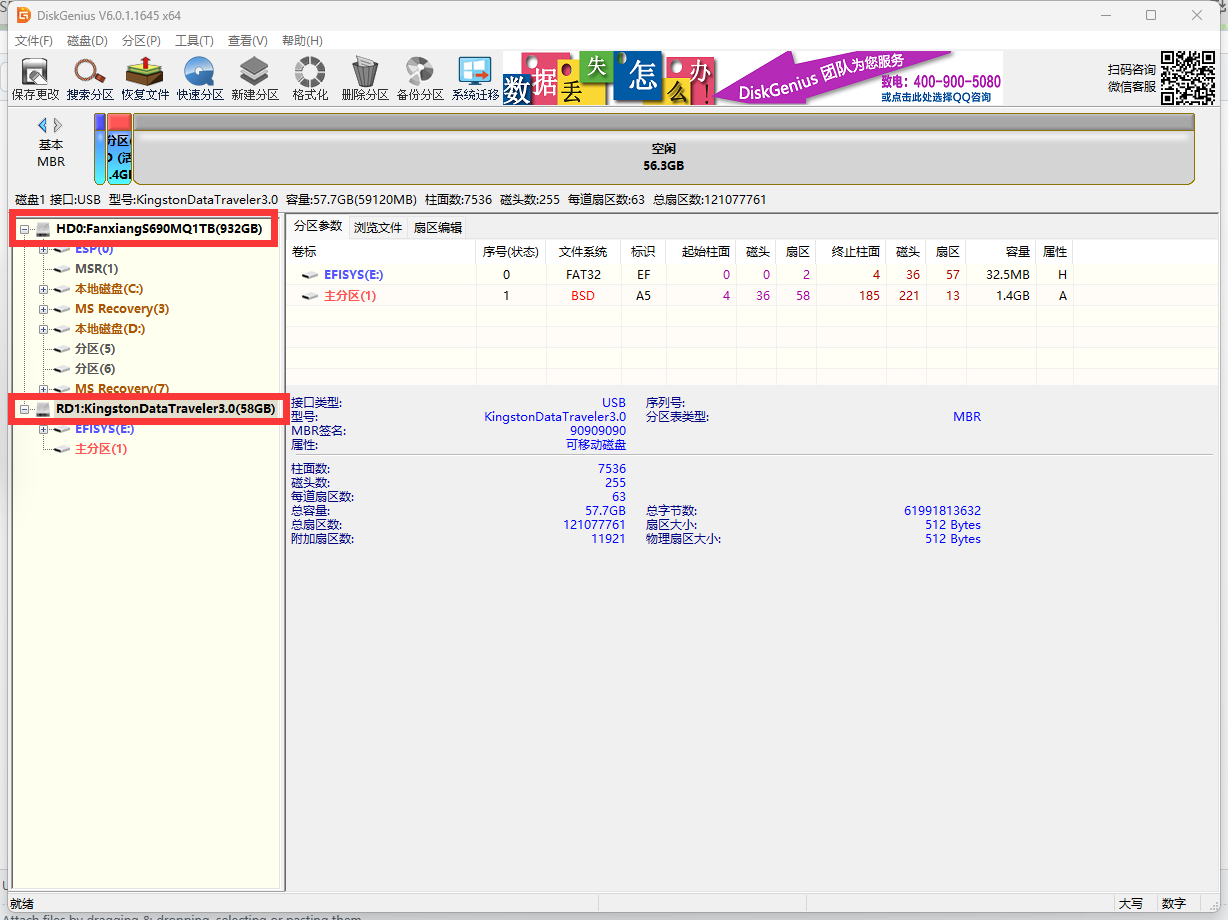 DiskGenius V6.0.1.1645 x64
文件(F) 磁盘(D) 分区(P) 工具(T) 查看(V) 帮助(H)
保存更改 搜索分区 恢复文件 快速分区 新建分区 格式化 删除分区 备份分区 系统迁移
数据丢失怎么办!
DiskGenius 团队为您服务
致电：400-900-5080
或点击此处选择QQ咨询
扫码咨询
微信客服
基本
MBR
分区(
(活
.4GI
空闲
56.3GB
磁盘1 接口:USB 型号:KingstonDataTraveler3.0 容量:57.7GB(59120MB) 柱面数:7536 磁头数:255 每道扇区数:63 总扇区数:121077761
HD0:FanxiangS690MQ1TB(932GB)
ESP(0)
MSR(1)
本地磁盘(C:)
MS Recovery(3)
本地磁盘(D:)
分区(5)
分区(6)
MS Recovery(7)
RD1:KingstonDataTraveler3.0(58GB)
EFISYS(E:)
主分区(1)
分区参数 浏览文件 扇区编辑
卷标 序号(状态) 文件系统 标识 起始柱面 磁头 扇区 终止柱面 磁头 扇区 容量 属性
EFISYS(E:) 0 FAT32 EF 0 0 2 4 36 57 32.5MB H
主分区(1) 1 BSD A5 4 36 58 185 221 13 1.4GB A
接口类型: USB 序列号:
型号: KingstonDataTraveler3.0 分区表类型: MBR
MBR签名: 90909090
属性: 可移动磁盘
柱面数: 7536
磁头数: 255
每道扇区数: 63
总容量: 57.7GB 总字节数: 61991813632
总扇区数: 121077761 扇区大小: 512 Bytes
附加扇区数: 11921 物理扇区大小: 512 Bytes
就绪 大写 数字
Attach files by dragging & dropping, selecting or pasting them.